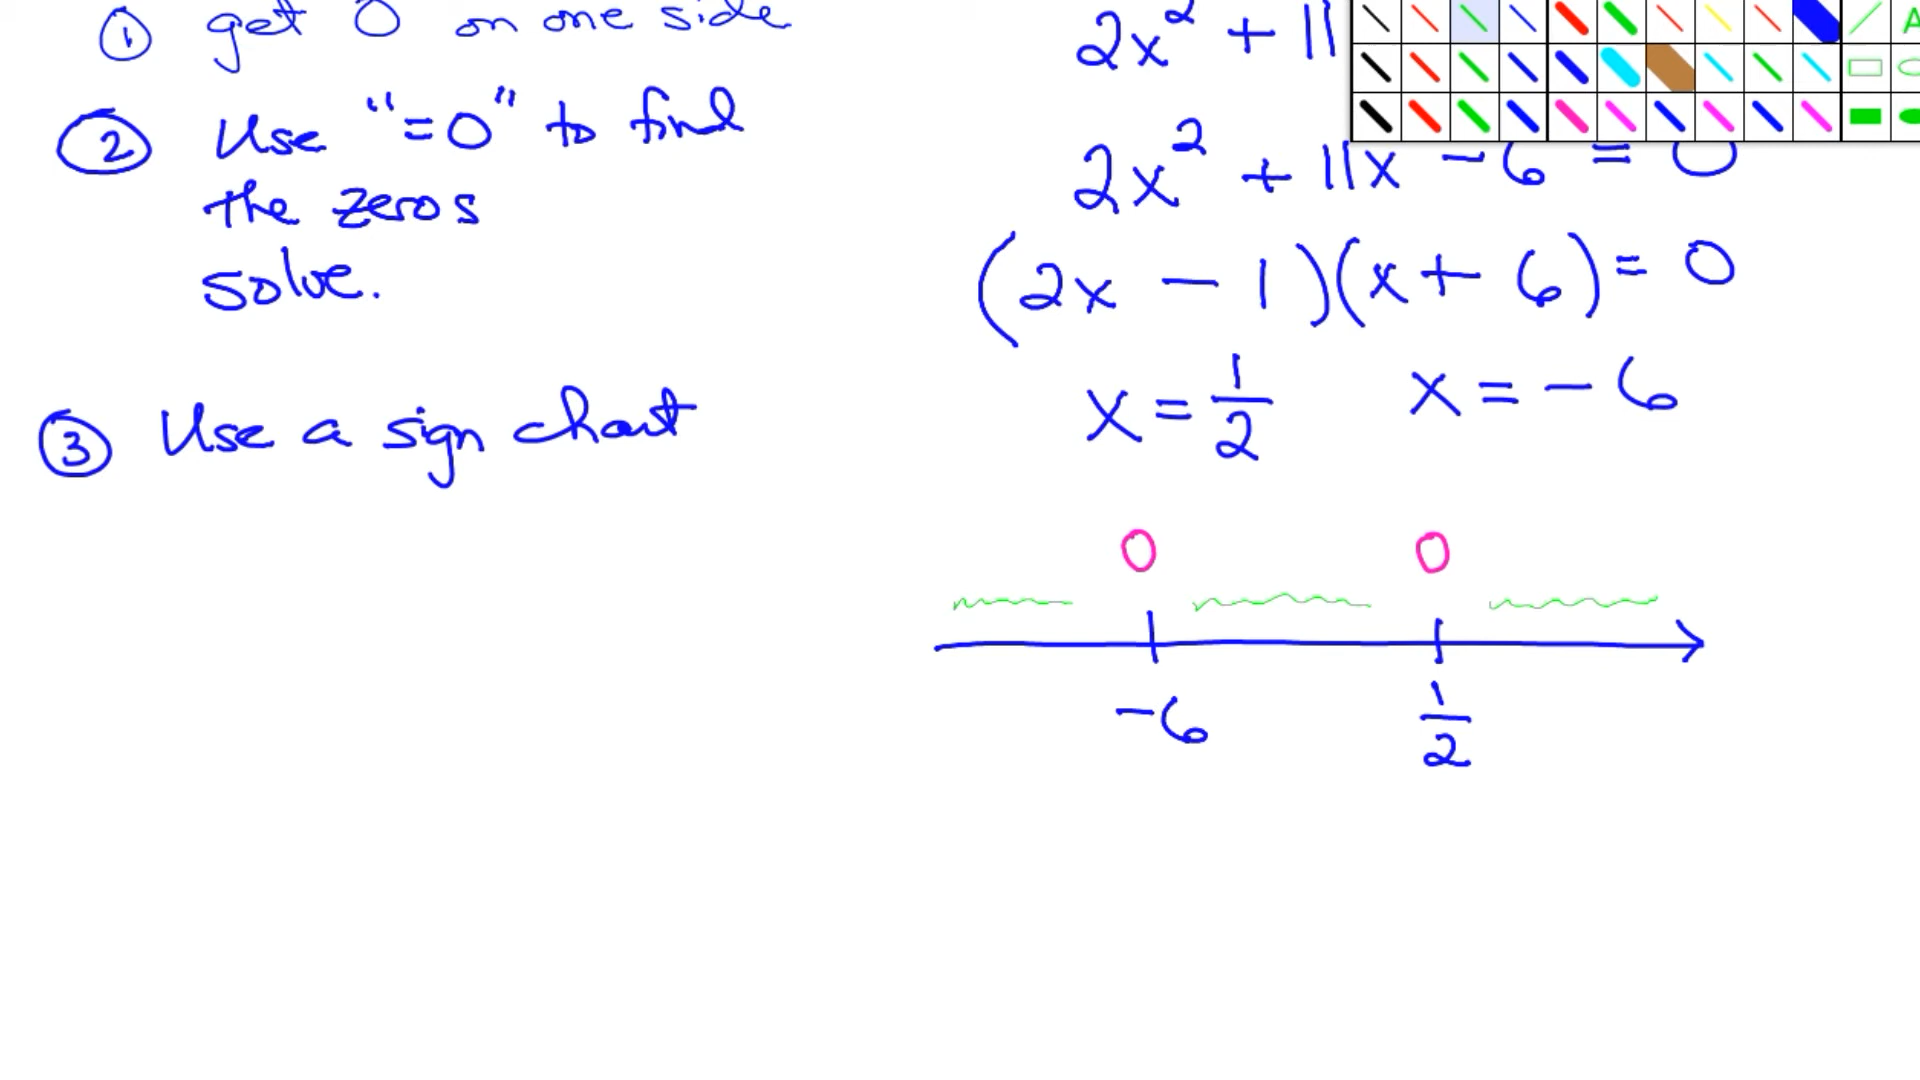 ① get 0 on one side
② Use "=0" to find
the zeros
solve.
③ Use a sign chart
2x² + 11
2x² + 11x - 6 = 0
(2x - 1)(x + 6) = 0
x = 1/2 x = -6
0 0
-6 1/2
A